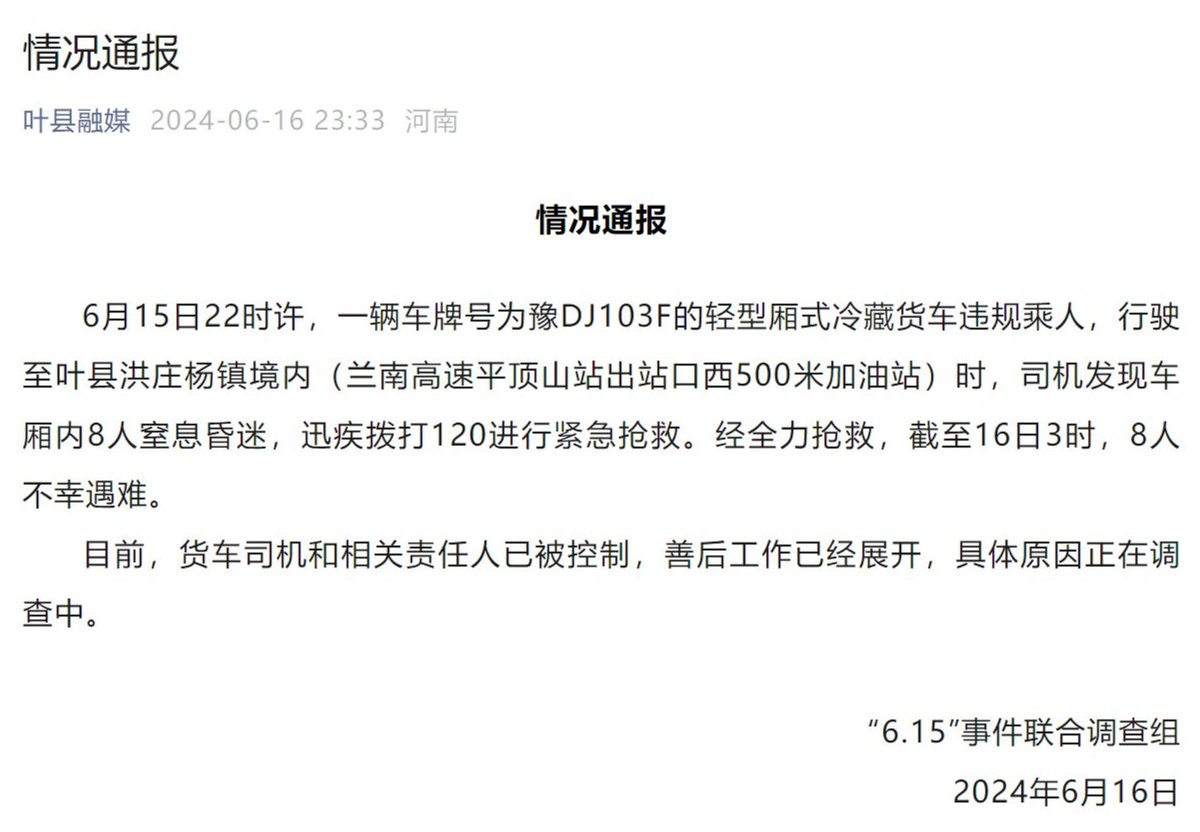 情况通报
叶县融媒 2024-06-16 23:33 河南
情况通报
6月15日22时许，一辆车牌号为豫DJ103F的轻型厢式冷藏货车违规乘人，行驶
至叶县洪庄杨镇境内（兰南高速平顶山站出站口西500米加油站）时，司机发现车
厢内8人窒息昏迷，迅疾拨打120进行紧急抢救。经全力抢救，截至16日3时，8人
不幸遇难。
目前，货车司机和相关责任人已被控制，善后工作已经展开，具体原因正在调
查中。
“6.15”事件联合调查组
2024年6月16日